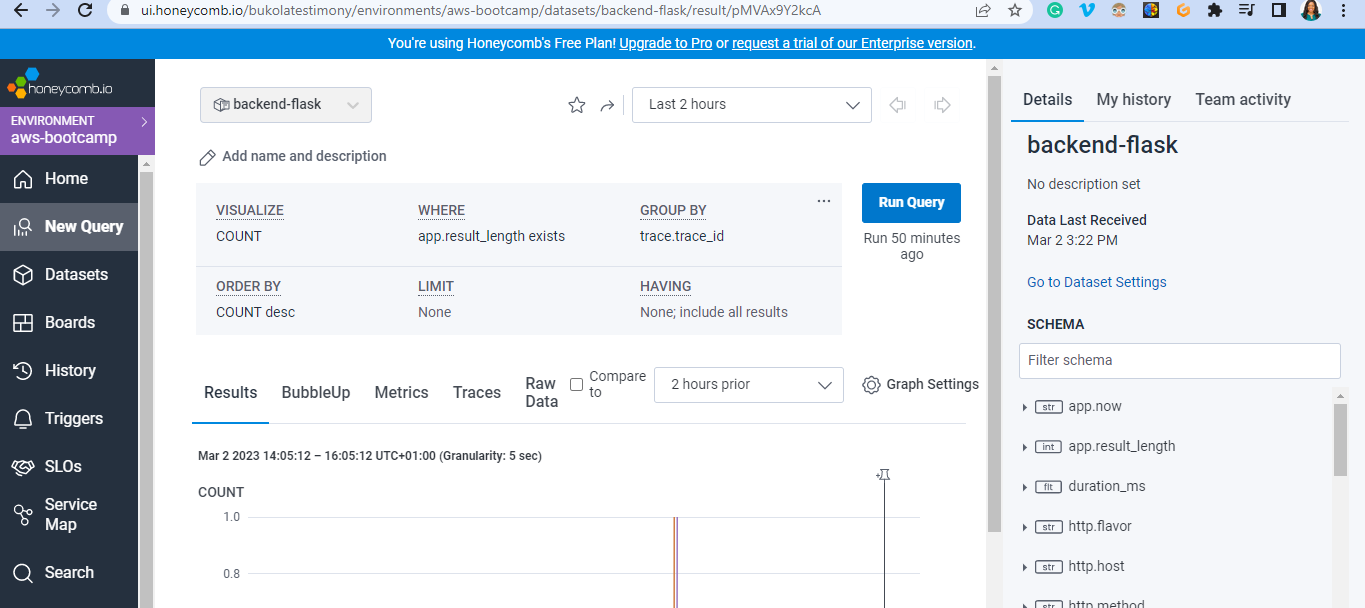 ui.honeycomb.io/bukolatestimony/environments/aws-bootcamp/datasets/backend-flask/result/pMVAx9Y2kcA
You're using Honeycomb's Free Plan! Upgrade to Pro or request a trial of our Enterprise version.
honeycomb.io
ENVIRONMENT
aws-bootcamp
Home
New Query
Datasets
Boards
History
Triggers
SLOs
Service
Map
Search
backend-flask
Last 2 hours
Add name and description
VISUALIZE
COUNT
WHERE
app.result_length exists
GROUP BY
trace.trace_id
ORDER BY
COUNT desc
LIMIT
None
HAVING
None; include all results
Run Query
Run 50 minutes
ago
Results
BubbleUp
Metrics
Traces
Raw
Data
Compare
to
2 hours prior
Graph Settings
Mar 2 2023 14:05:12 – 16:05:12 UTC+01:00 (Granularity: 5 sec)
COUNT
1.0
0.8
Details
My history
Team activity
backend-flask
No description set
Data Last Received
Mar 2 3:22 PM
Go to Dataset Settings
SCHEMA
Filter schema
str app.now
int app.result_length
flt duration_ms
str http.flavor
str http.host
str http.method